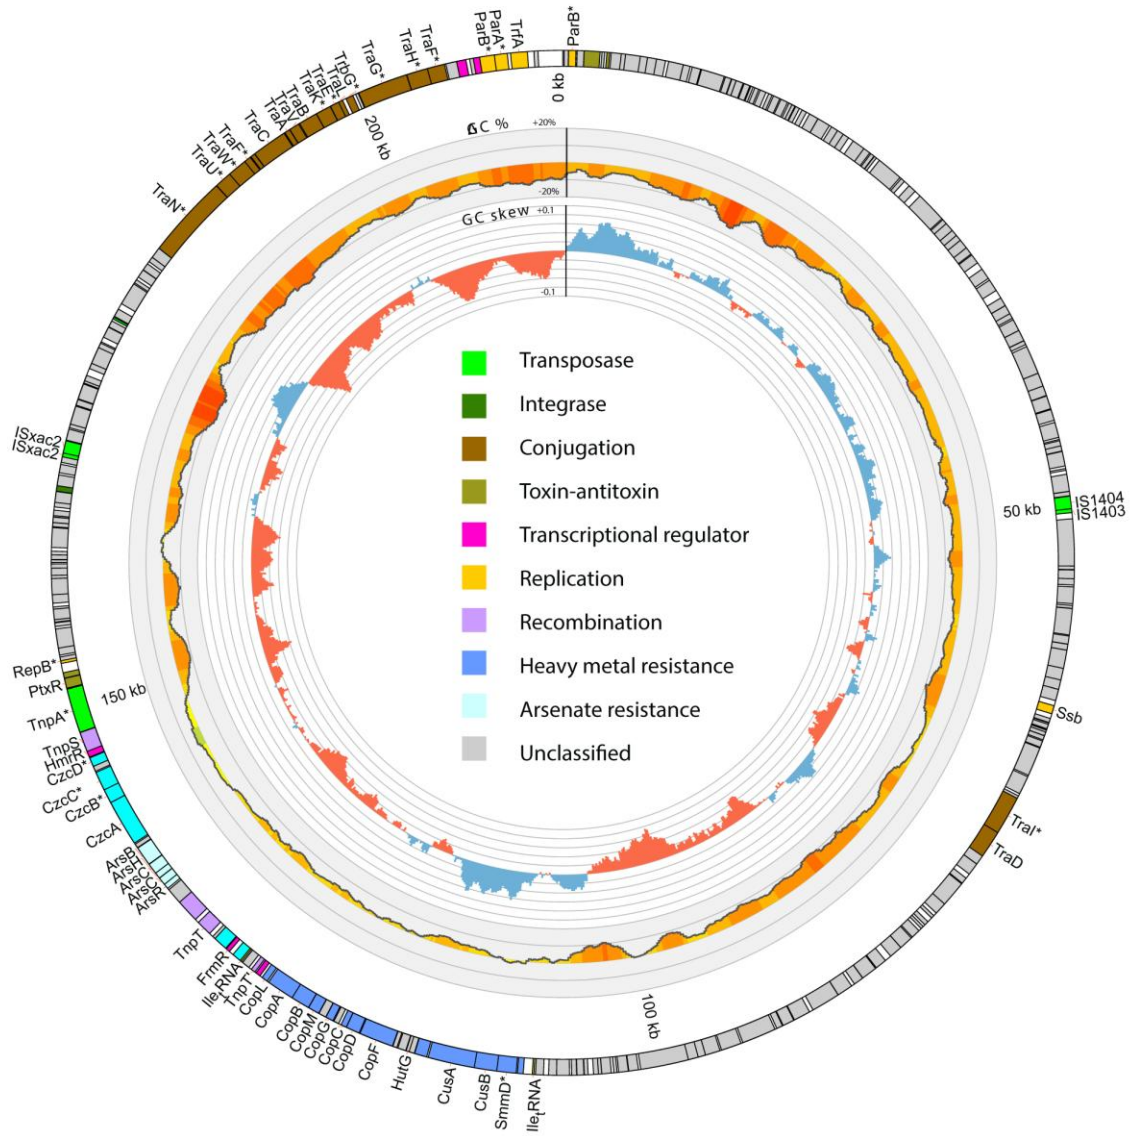 ParB*
TrfA
ParA*
ParB*
TraF*
TraH*
TraG*
TrbG*
TraL
TraE*
TraK*
TraB
TraV
TraA
TraC
TraF*
TraW*
TraU*
TraN*
ISxac2
ISxac2
RepB*
PtxR
TnpA*
TnpS
HmrR
CzcD*
CzcC*
CzcB*
CzcA
ArsB
ArsH
ArsCO
ArsC
ArsR
TnpT
FrmR
IletRNA
TnpT*
CopL
CopA
CopB
CopM
CopG
CopC
CopD
CopF
HutG
CusA
CusB
SmmD*
IletRNA
TraD
TraI*
Ssb
IS1403
IS1404
0 kb
50 kb
100 kb
150 kb
200 kb
GC %
+20%
-20%
GC skew
+0.1
-0.1
Transposase
Integrase
Conjugation
Toxin-antitoxin
Transcriptional regulator
Replication
Recombination
Heavy metal resistance
Arsenate resistance
Unclassified